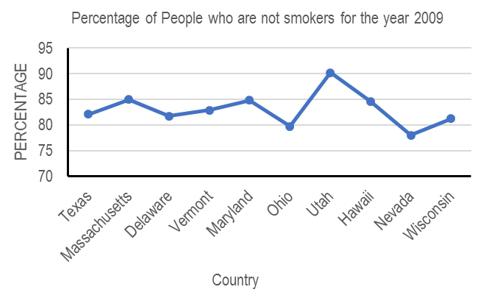 Percentage of People who are not smokers for the year 2009
PERCENTAGE
95
90
85
80
75
70
Texas
Massachusetts
Delaware
Vermont
Maryland
Ohio
Utah
Hawaii
Nevada
Wisconsin
Country